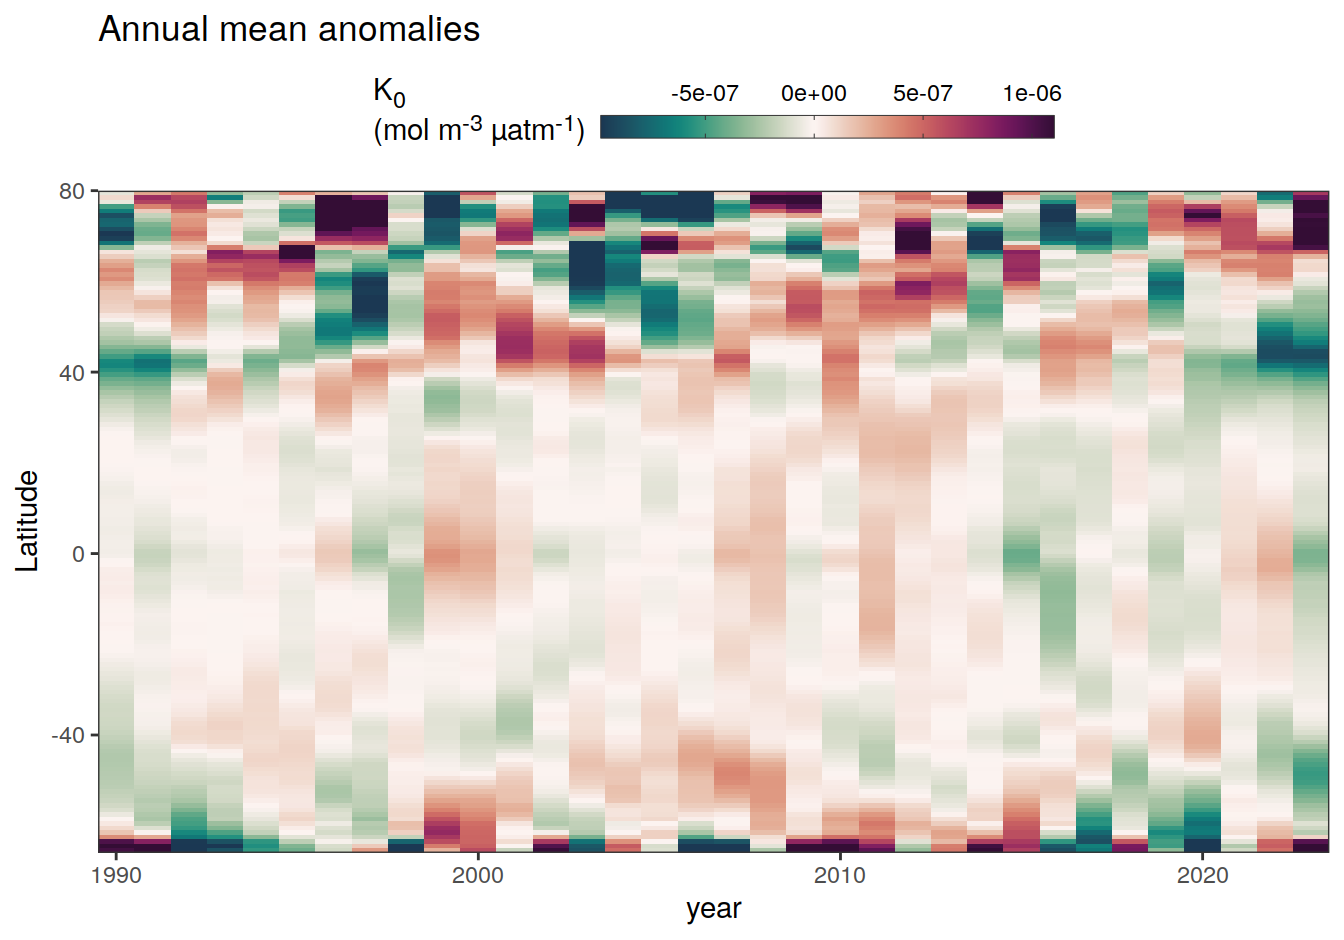 Annual mean anomalies
K0
(mol m-3 µatm-1)
-5e-07 0e+00 5e-07 1e-06
80
40
0
-40
Latitude
1990 2000 2010 2020
year